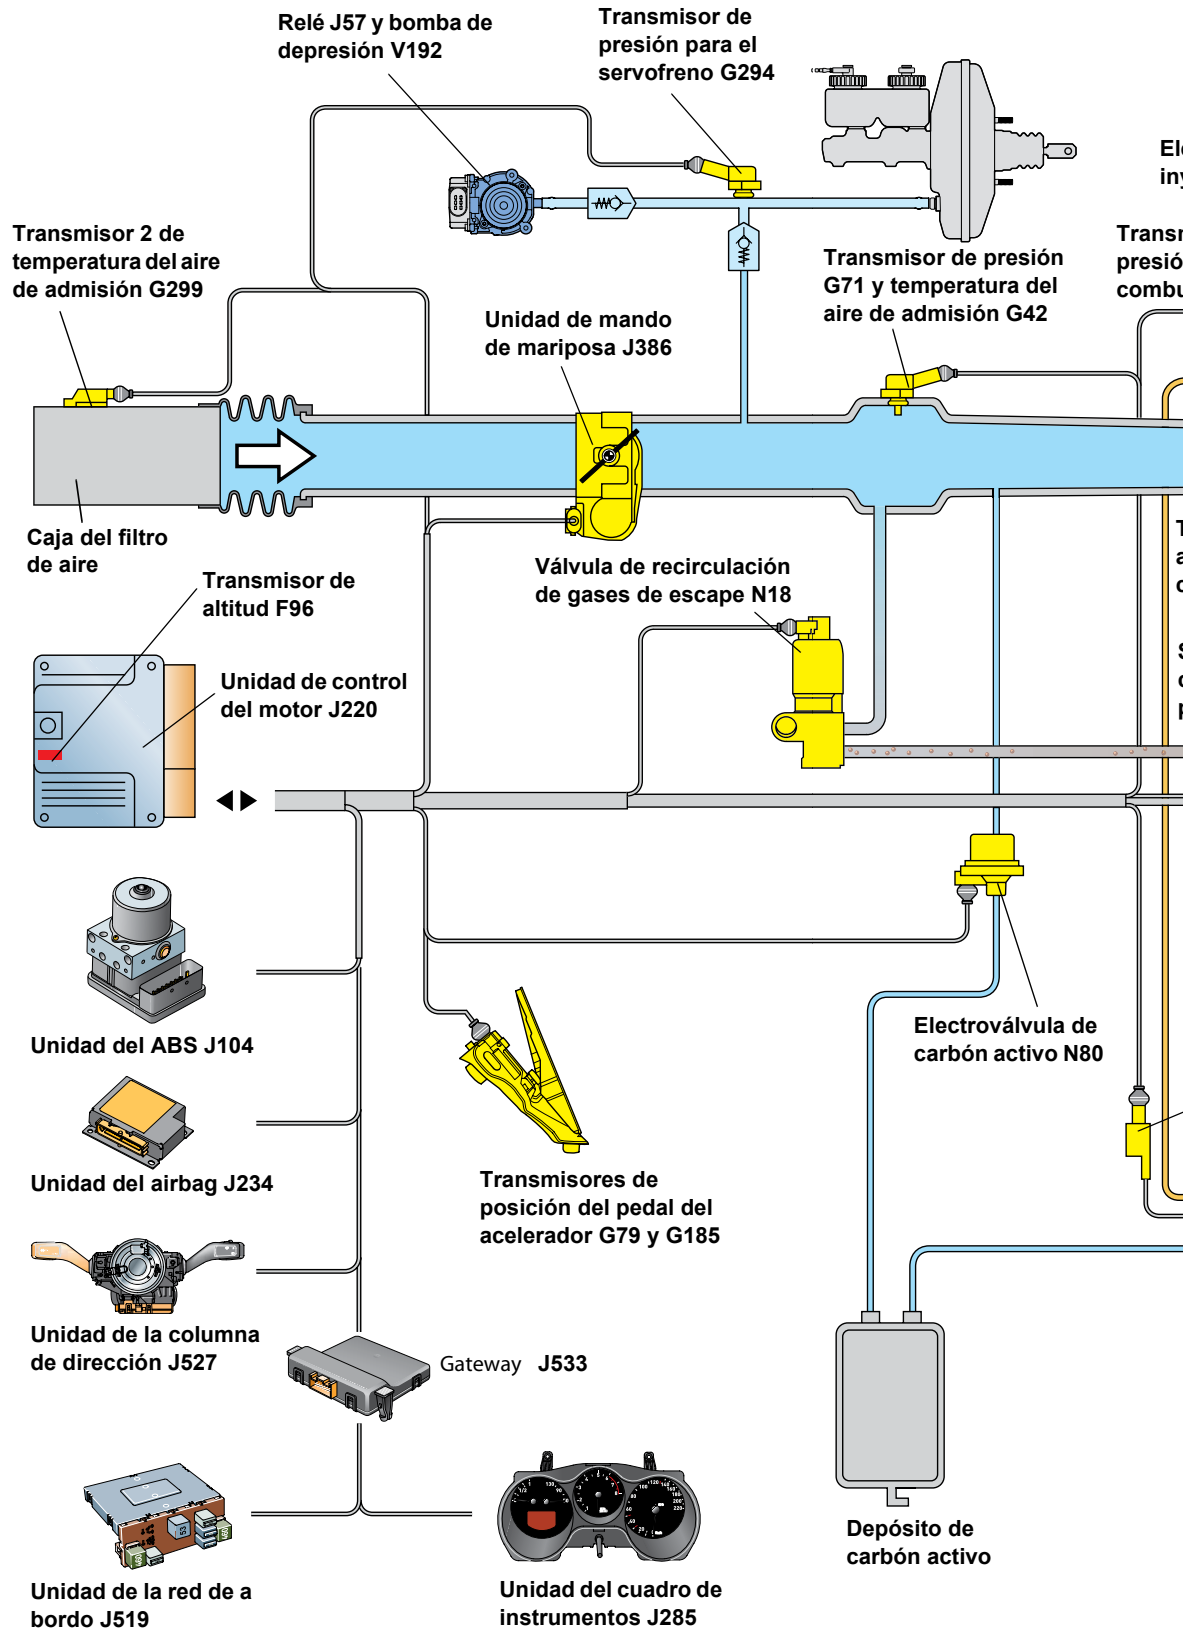 Relé J57 y bomba de
depresión V192
Transmisor de
presión para el
servofreno G294
Transmisor 2 de
temperatura del aire
de admisión G299
Transmisor de presión
G71 y temperatura del
aire de admisión G42
Unidad de mando
de mariposa J386
Caja del filtro
de aire
Transmisor de
altitud F96
Válvula de recirculación
de gases de escape N18
Unidad de control
del motor J220
Unidad del ABS J104
Electroválvula de
carbón activo N80
Unidad del airbag J234
Transmisores de
posición del pedal del
acelerador G79 y G185
Unidad de la columna
de dirección J527
Gateway J533
Depósito de
carbón activo
Unidad de la red de a
bordo J519
Unidad del cuadro de
instrumentos J285